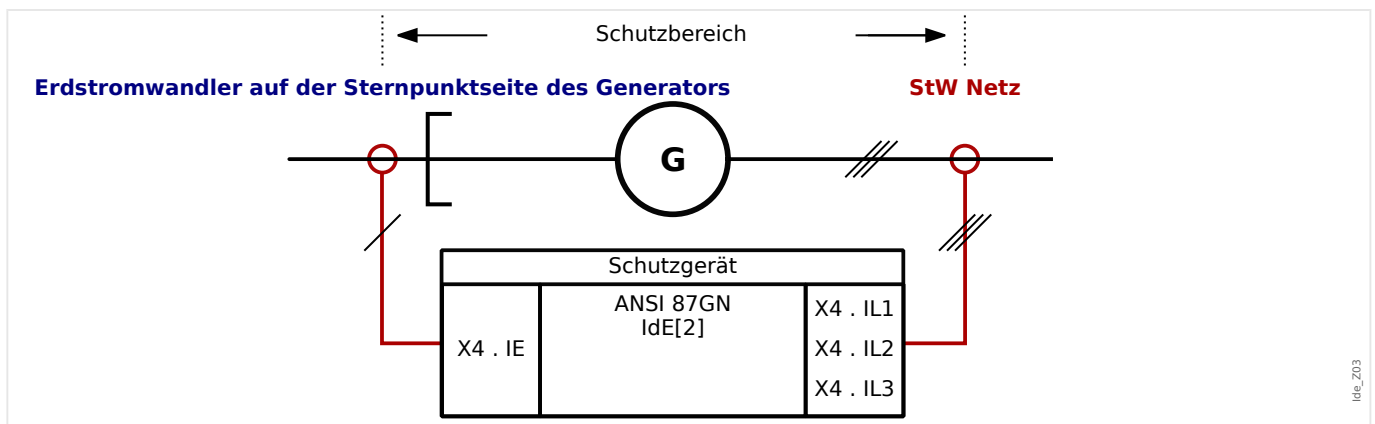 Schutzbereich
Erdstromwandler auf der Sternpunktseite des Generators
StW Netz
G
Schutzgerät
X4 . IE
ANSI 87GN
IdE[2]
X4 . IL1
X4 . IL2
X4 . IL3
Ide_Z03